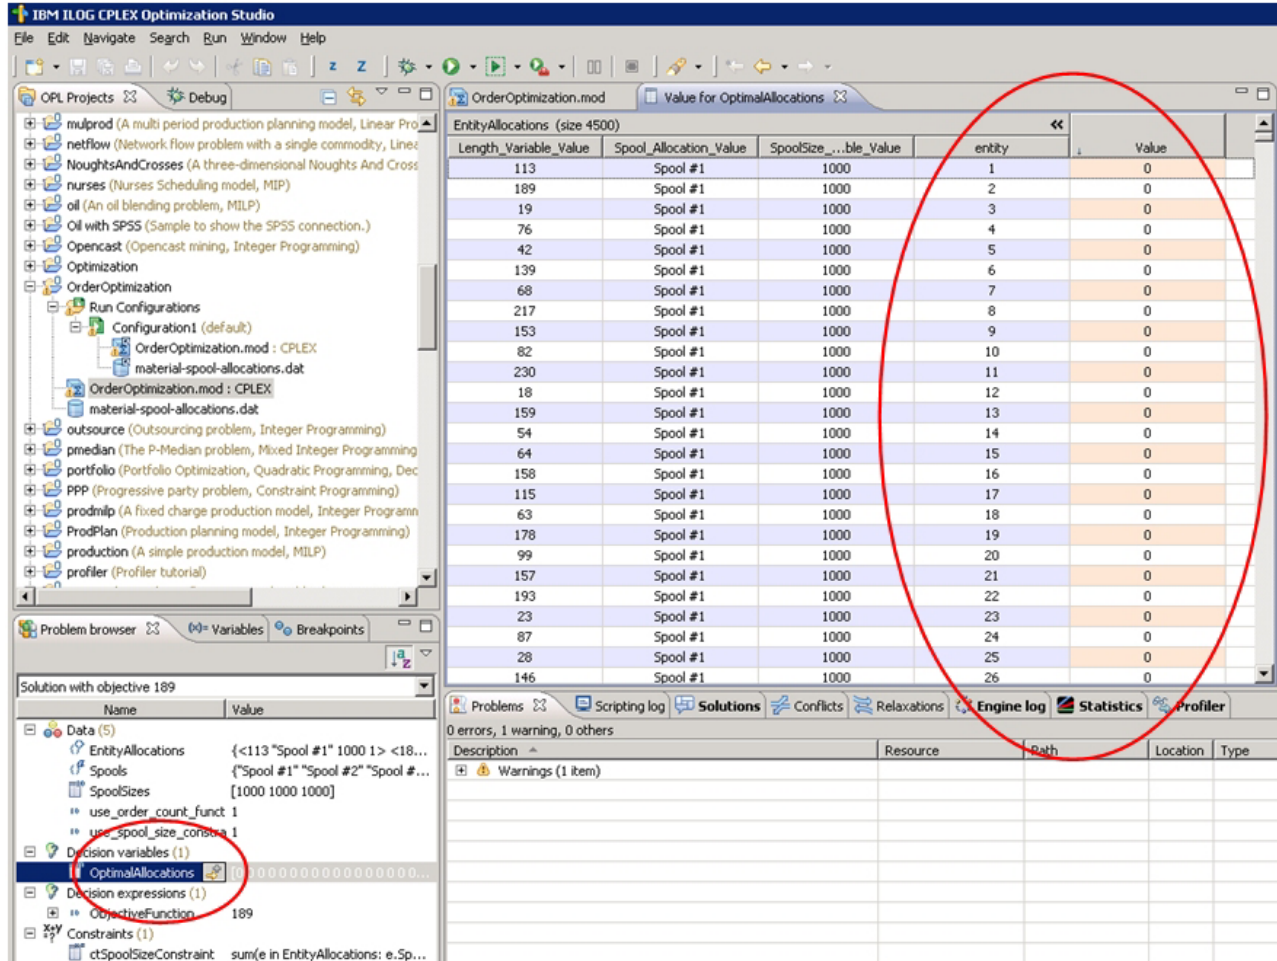 IBM ILOG CPLEX Optimization Studio
File Edit Navigate Search Run Window Help
OPL Projects Debug
mulprod (A multi period production planning model, Linear Pro
netflow (Network flow problem with a single commodity, Linea
NoughtsAndCrosses (A three-dimensional Noughts And Cross
nurses (Nurses Scheduling model, MIP)
oil (An oil blending problem, MILP)
Oil with SPSS (Sample to show the SPSS connection.)
Opencast (Opencast mining, Integer Programming)
Optimization
OrderOptimization
Run Configurations
Configuration1 (default)
OrderOptimization.mod : CPLEX
material-spool-allocations.dat
OrderOptimization.mod : CPLEX
material-spool-allocations.dat
outsource (Outsourcing problem, Integer Programming)
pmedian (The P-Median problem, Mixed Integer Programming
portfolio (Portfolio Optimization, Quadratic Programming, Dec
PPP (Progressive party problem, Constraint Programming)
prodmilp (A fixed charge production model, Integer Programn
ProdPlan (Production planning model, Integer Programming)
production (A simple production model, MILP)
profiler (Profiler tutorial)
OrderOptimization.mod Value for OptimalAllocations
EntityAllocations (size 4500)
Length_Variable_Value Spool_Allocation_Value SpoolSize_...ble_Value entity Value
113 Spool #1 1000 1 0
189 Spool #1 1000 2 0
19 Spool #1 1000 3 0
76 Spool #1 1000 4 0
42 Spool #1 1000 5 0
139 Spool #1 1000 6 0
68 Spool #1 1000 7 0
217 Spool #1 1000 8 0
153 Spool #1 1000 9 0
82 Spool #1 1000 10 0
230 Spool #1 1000 11 0
18 Spool #1 1000 12 0
159 Spool #1 1000 13 0
54 Spool #1 1000 14 0
64 Spool #1 1000 15 0
158 Spool #1 1000 16 0
115 Spool #1 1000 17 0
63 Spool #1 1000 18 0
178 Spool #1 1000 19 0
99 Spool #1 1000 20 0
157 Spool #1 1000 21 0
193 Spool #1 1000 22 0
23 Spool #1 1000 23 0
87 Spool #1 1000 24 0
28 Spool #1 1000 25 0
146 Spool #1 1000 26 0
Problem browser (x)= Variables Breakpoints
Solution with objective 189
Name Value
Data (5)
EntityAllocations {<113 "Spool #1" 1000 1> <18...
Spools {"Spool #1" "Spool #2" "Spool #...
SpoolSizes [1000 1000 1000]
use_order_count_funct 1
use_spool_size_constra 1
Decision variables (1)
OptimalAllocations [0 0 0 0 0 0 0 0 0 0 0 0 0 0 0 0 0 0...
Decision expressions (1)
ObjectiveFunction 189
Constraints (1)
ctSpoolSizeConstraint sum(e in EntityAllocations: e.Sp...
Problems Scripting log Solutions Conflicts Relaxations Engine log Statistics Profiler
0 errors, 1 warning, 0 others
Description Resource Path Location Type
Warnings (1 item)